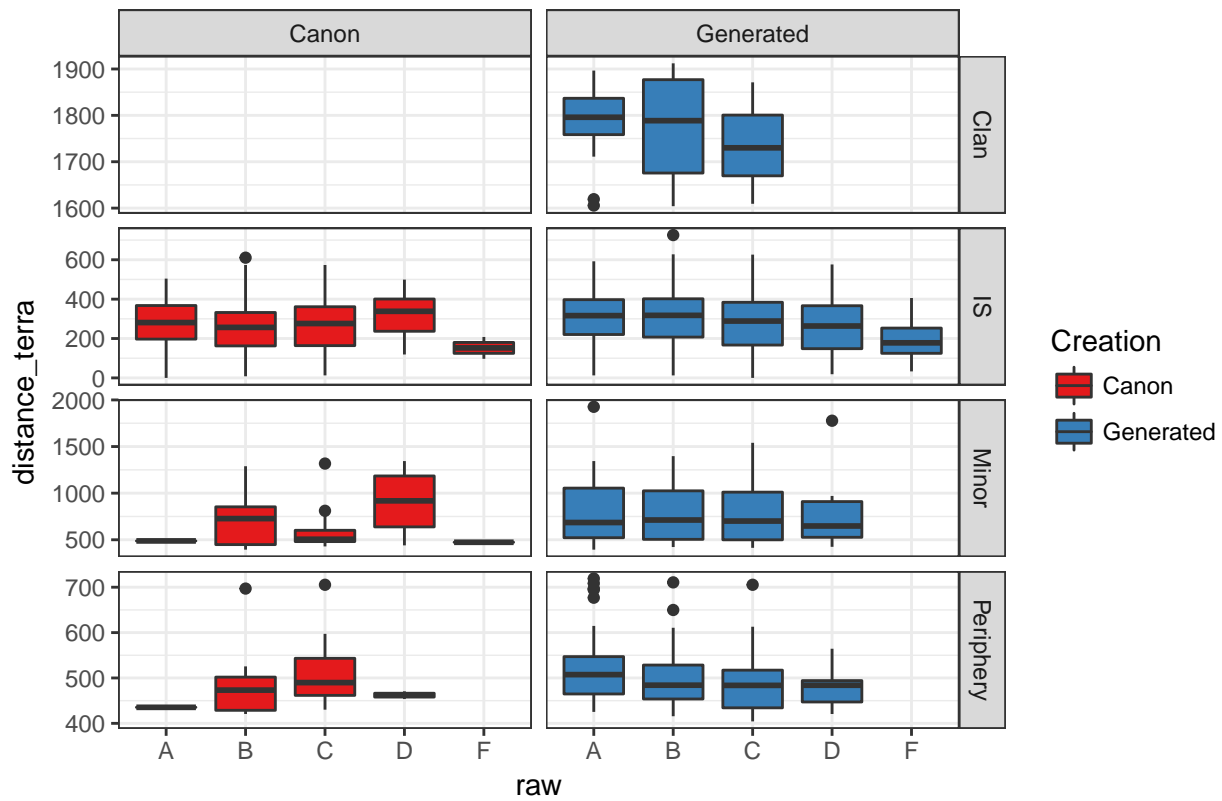 Canon Generated
1900
1800
1700
1600
Clan
600
400
200
0
IS
2000
1500
1000
500
Minor
700
600
500
400
Periphery
distance_terra
A B C D F A B C D F
raw
Creation
Canon
Generated